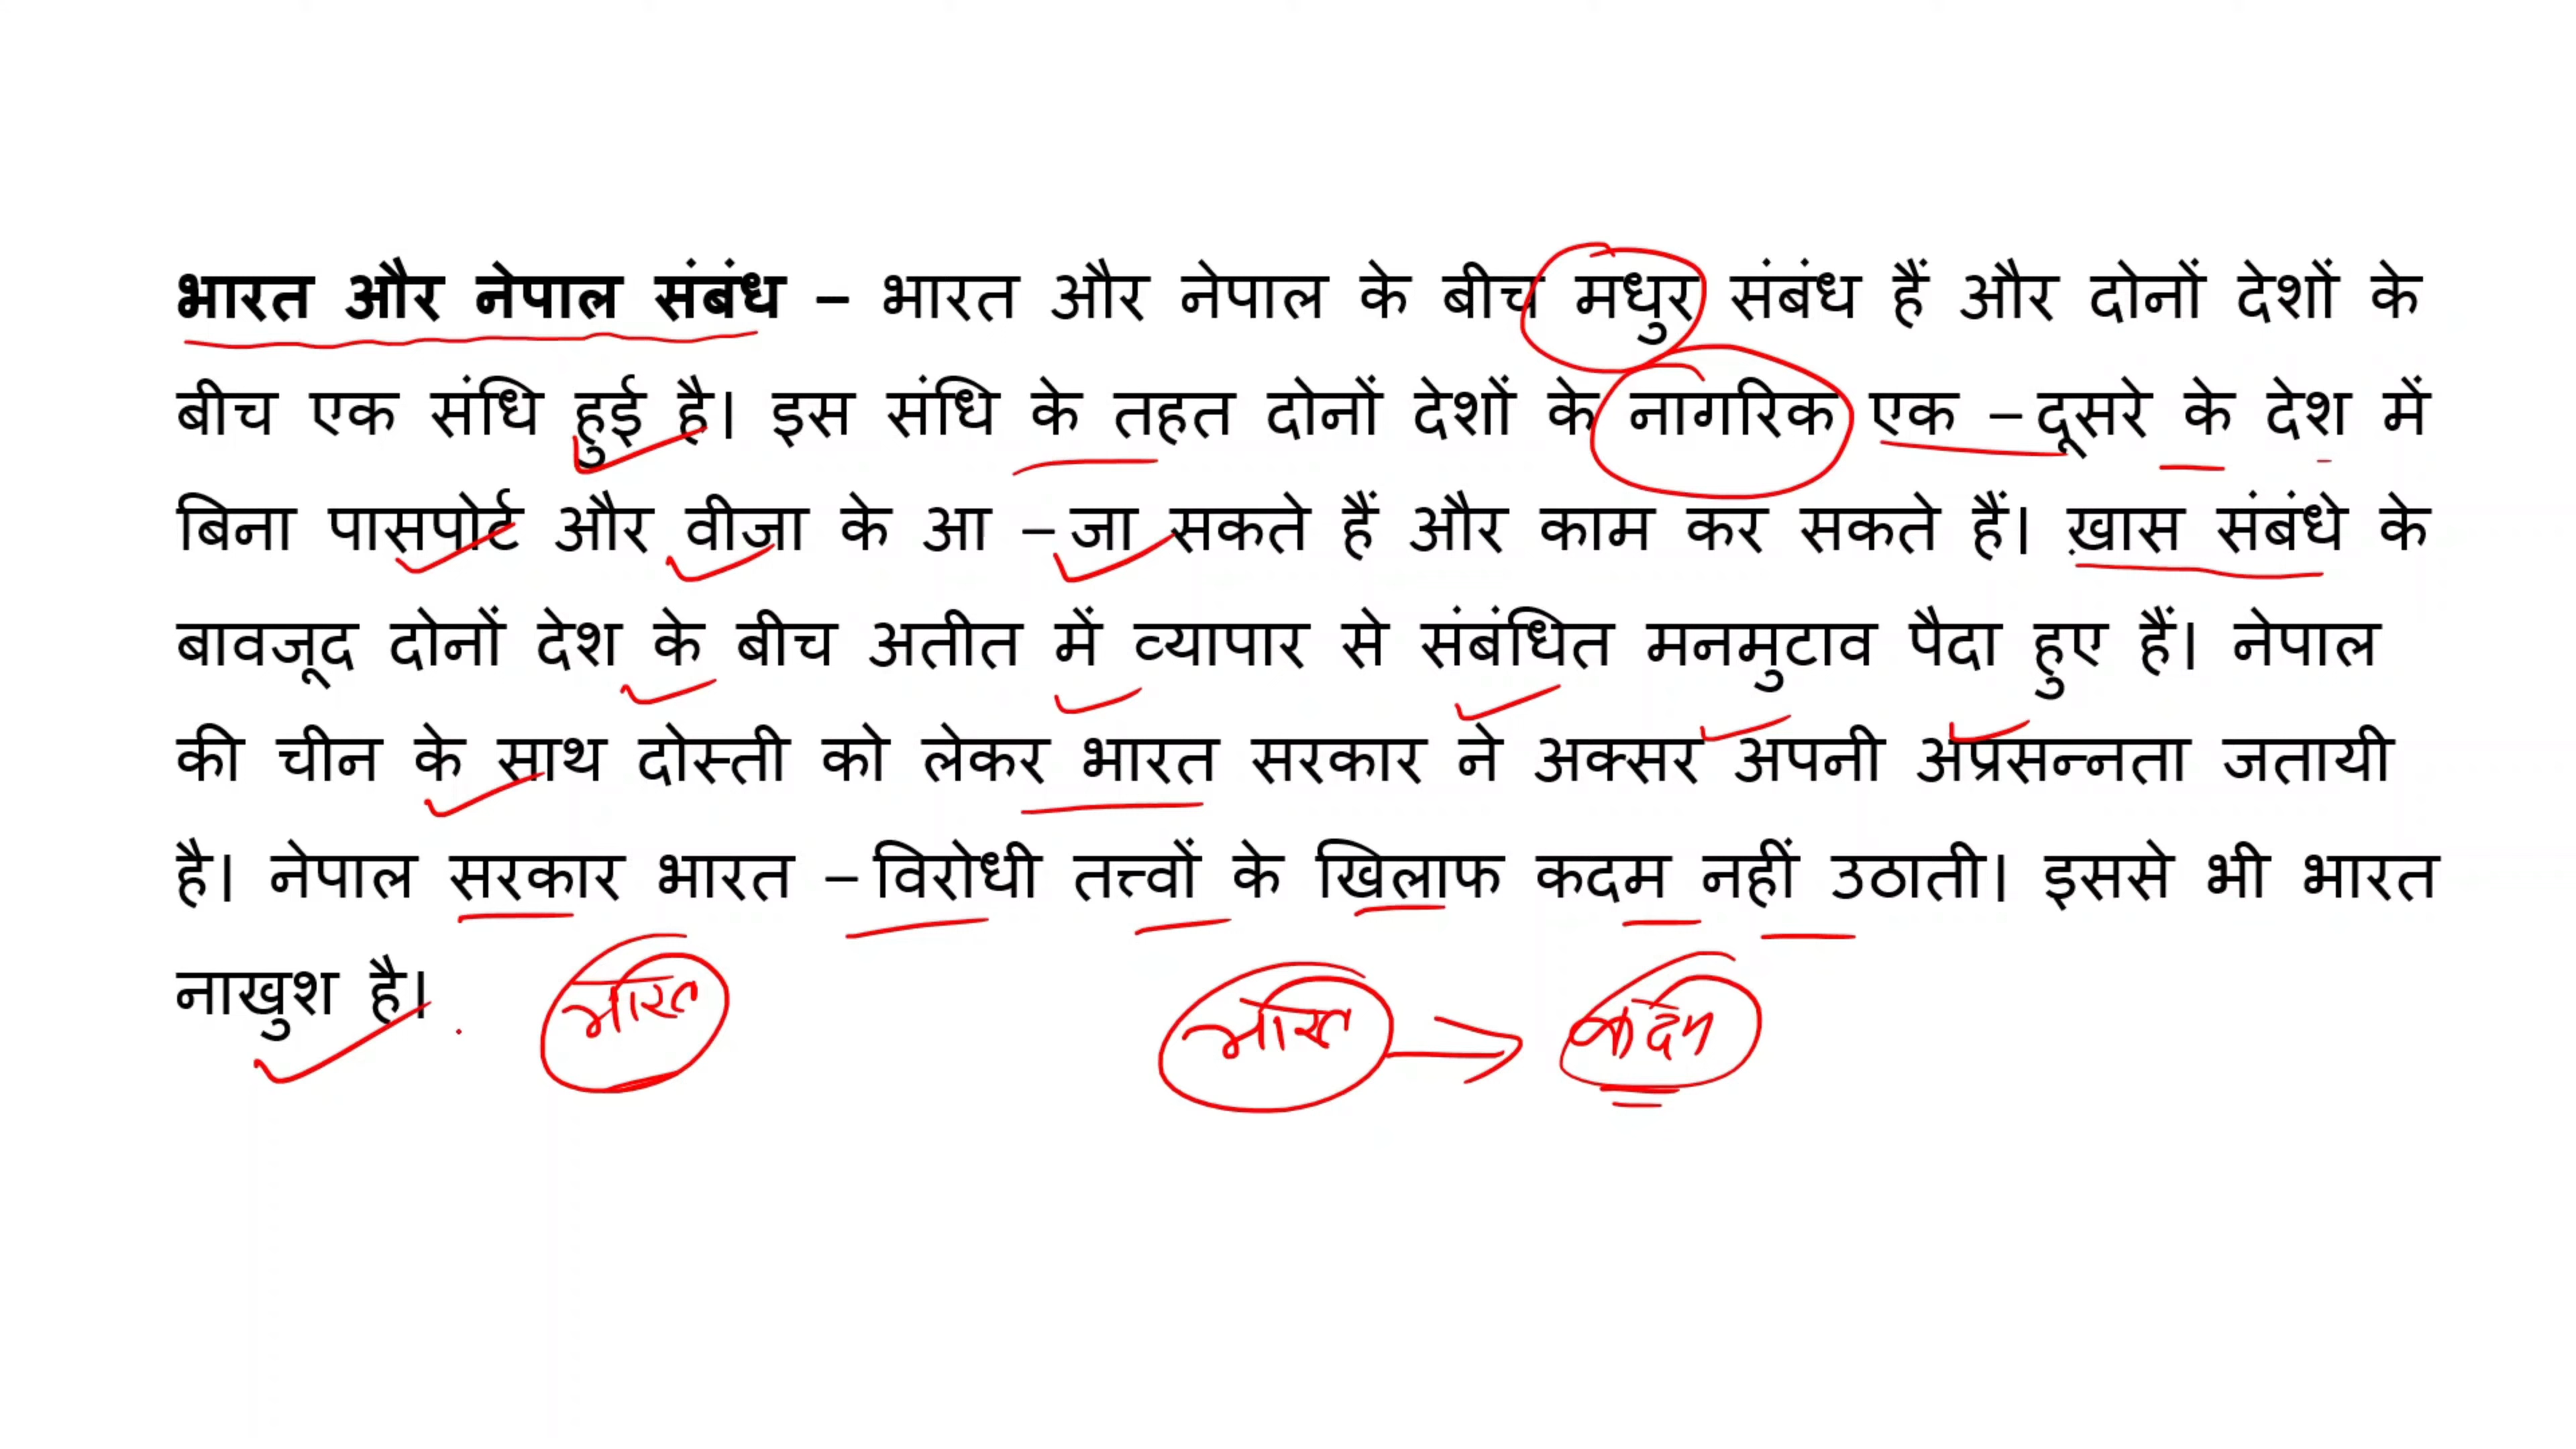 भारत और नेपाल संबंध – भारत और नेपाल के बीच मधुर संबंध हैं और दोनों देशों के
बीच एक संधि हुई है। इस संधि के तहत दोनों देशों के नागरिक एक –दूसरे के देश में
बिना पासपोर्ट और वीजा के आ –जा सकते हैं और काम कर सकते हैं। ख़ास संबंधे के
बावजूद दोनों देश के बीच अतीत में व्यापार से संबंधित मनमुटाव पैदा हुए हैं। नेपाल
की चीन के साथ दोस्ती को लेकर भारत सरकार ने अक्सर अपनी अप्रसन्नता जतायी
है। नेपाल सरकार भारत –विरोधी तत्त्वों के खिलाफ कदम नहीं उठाती। इससे भी भारत
नाखुश है।
भारत
भारत → कदम